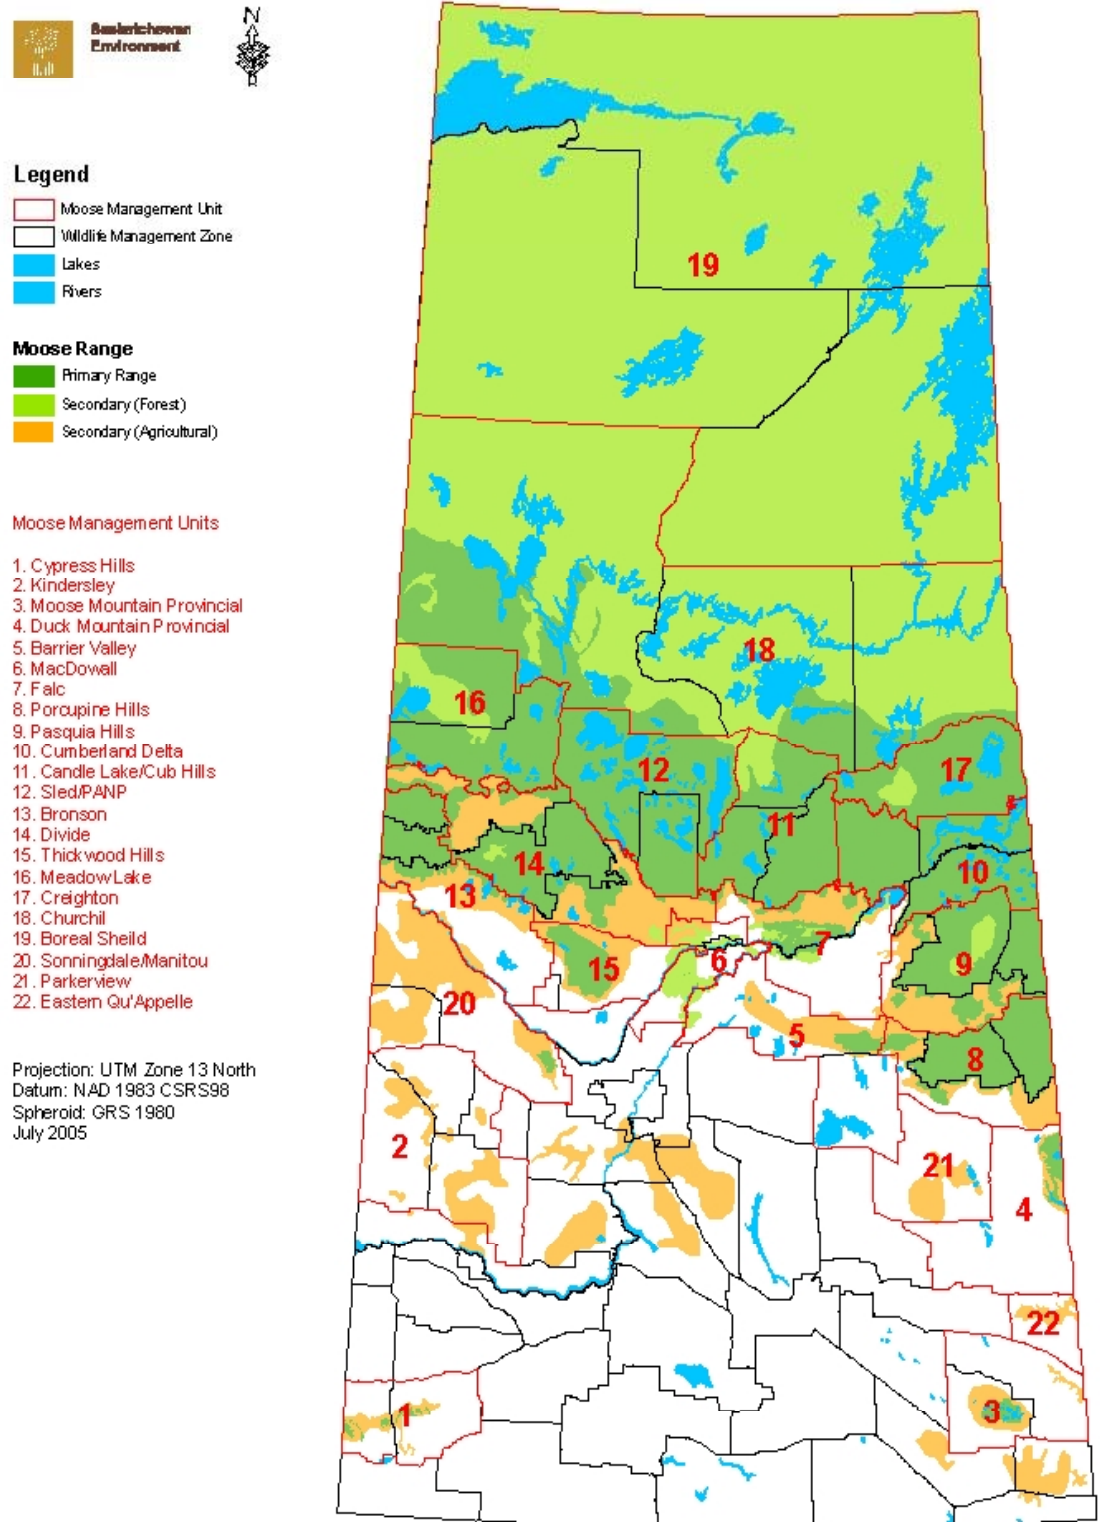 Saskatchewan
Environment
N
Legend
Moose Management Unit
Wildlife Management Zone
Lakes
Rivers
Moose Range
Primary Range
Secondary (Forest)
Secondary (Agricultural)
Moose Management Units
1. Cypress Hills
2. Kindersley
3. Moose Mountain Provincial
4. Duck Mountain Provincial
5. Barrier Valley
6. MacDowall
7. Falc
8. Porcupine Hills
9. Pasquia Hills
10. Cumberland Delta
11. Candle Lake/Cub Hills
12. Sled/PANP
13. Bronson
14. Divide
15. Thickwood Hills
16. Meadow Lake
17. Creighton
18. Churchil
19. Boreal Sheild
20. Sonningdale/Manitou
21. Parkerview
22. Eastern Qu'Appelle
Projection: UTM Zone 13 North
Datum: NAD 1983 CSRS98
Spheroid: GRS 1980
July 2005
19
18
16
12
17
11
14
10
13
7
6
9
15
20
5
8
2
21
4
22
1
3